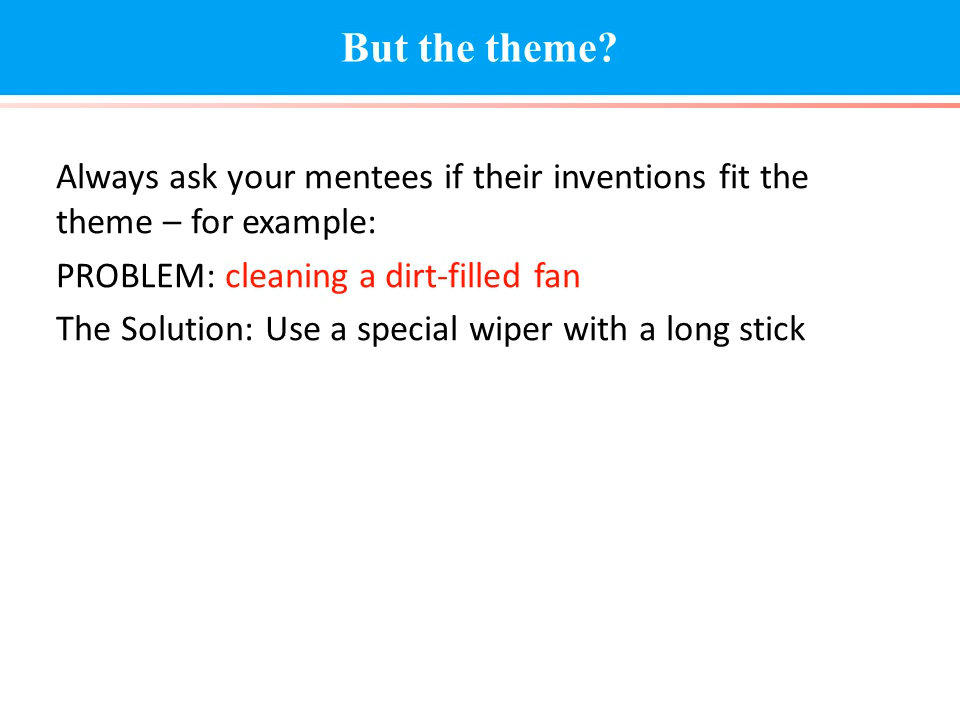 But the theme?
Always ask your mentees if their inventions fit the
theme – for example:
PROBLEM: cleaning a dirt-filled fan
The Solution: Use a special wiper with a long stick